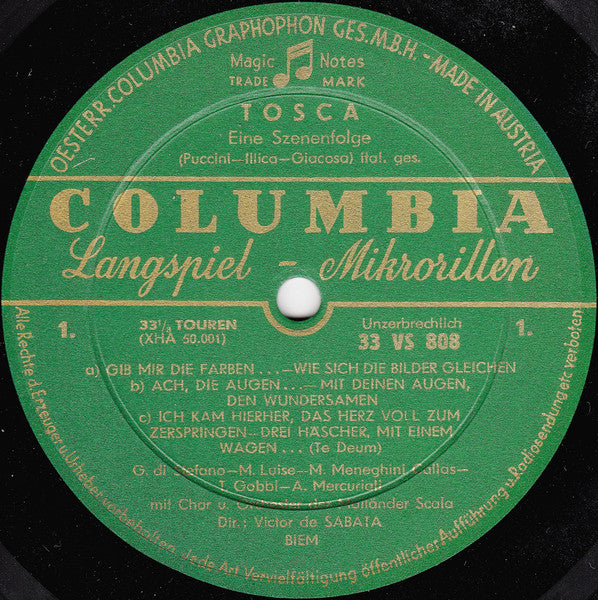 OESTERR. COLUMBIA GRAPHOPHON GES.M.B.H. - MADE IN AUSTRIA
Magic Notes
TRADE MARK
TOSCA
Eine Szenenfolge
(Puccini—Illica—Giacosa) ital. ges.
COLUMBIA
Langspiel - Mikrorillen
1. 33⅓ TOUREN Unzerbrechlich 1.
(XHA 50.001) 33 VS 808
a) GIB MIR DIE FARBEN ...—WIE SICH DIE BILDER GLEICHEN
b) ACH, DIE AUGEN ...— MIT DEINEN AUGEN,
DEN WUNDERSAMEN
c) ICH KAM HIERHER, DAS HERZ VOLL ZUM
ZERSPRINGEN—DREI HÄSCHER, MIT EINEM
WAGEN ... (Te Deum)
G. di Stefano—M. Luise—M. Meneghini Callas—
T. Gobbi—A. Mercuriali
mit Chor u. Orchester der Mailänder Scala
Dir.: Victor de SABATA
BIEM
Alle Rechte d. Erzeuger u. Urheber vorbehalten. Jede Art Vervielfältigung öffentlicher Aufführung u. Radiosendung etc verboten.